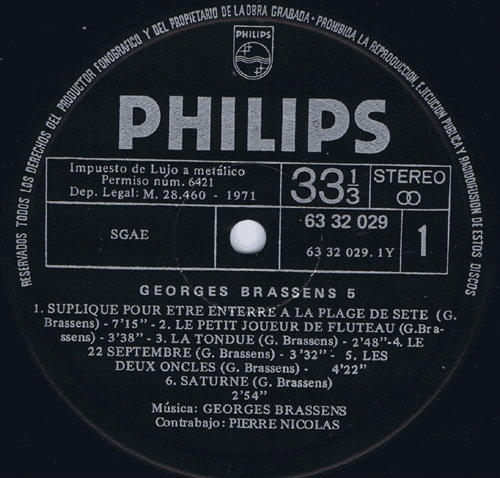 RESERVADOS TODOS LOS DERECHOS DEL PRODUCTOR FONOGRAFICO Y DEL PROPIETARIO DE LA OBRA GRABADA - PROHIBIDA LA REPRODUCCION, EJECUCION PUBLICA Y RADIODIFUSION DE ESTOS DISCOS
PHILIPS
PHILIPS
Impuesto de Lujo a metálico
Permiso núm. 6421
Dep. Legal: M. 28.460 - 1971
33 1/3
STEREO
SGAE
63 32 029
63 32 029. 1Y
1
GEORGES BRASSENS 5
1. SUPLIQUE POUR ETRE ENTERRE A LA PLAGE DE SETE (G.
Brassens) - 7'15" - 2. LE PETIT JOUEUR DE FLUTEAU (G.Bra-
ssens) - 3'38" - 3. LA TONDUE (G. Brassens) - 2'48"-4. LE
22 SEPTEMBRE (G. Brassens) - 3'32" - 5. LES
DEUX ONCLES (G. Brassens) - 4'22"
6. SATURNE (G. Brassens)
2'54"
Música: GEORGES BRASSENS
Contrabajo: PIERRE NICOLAS